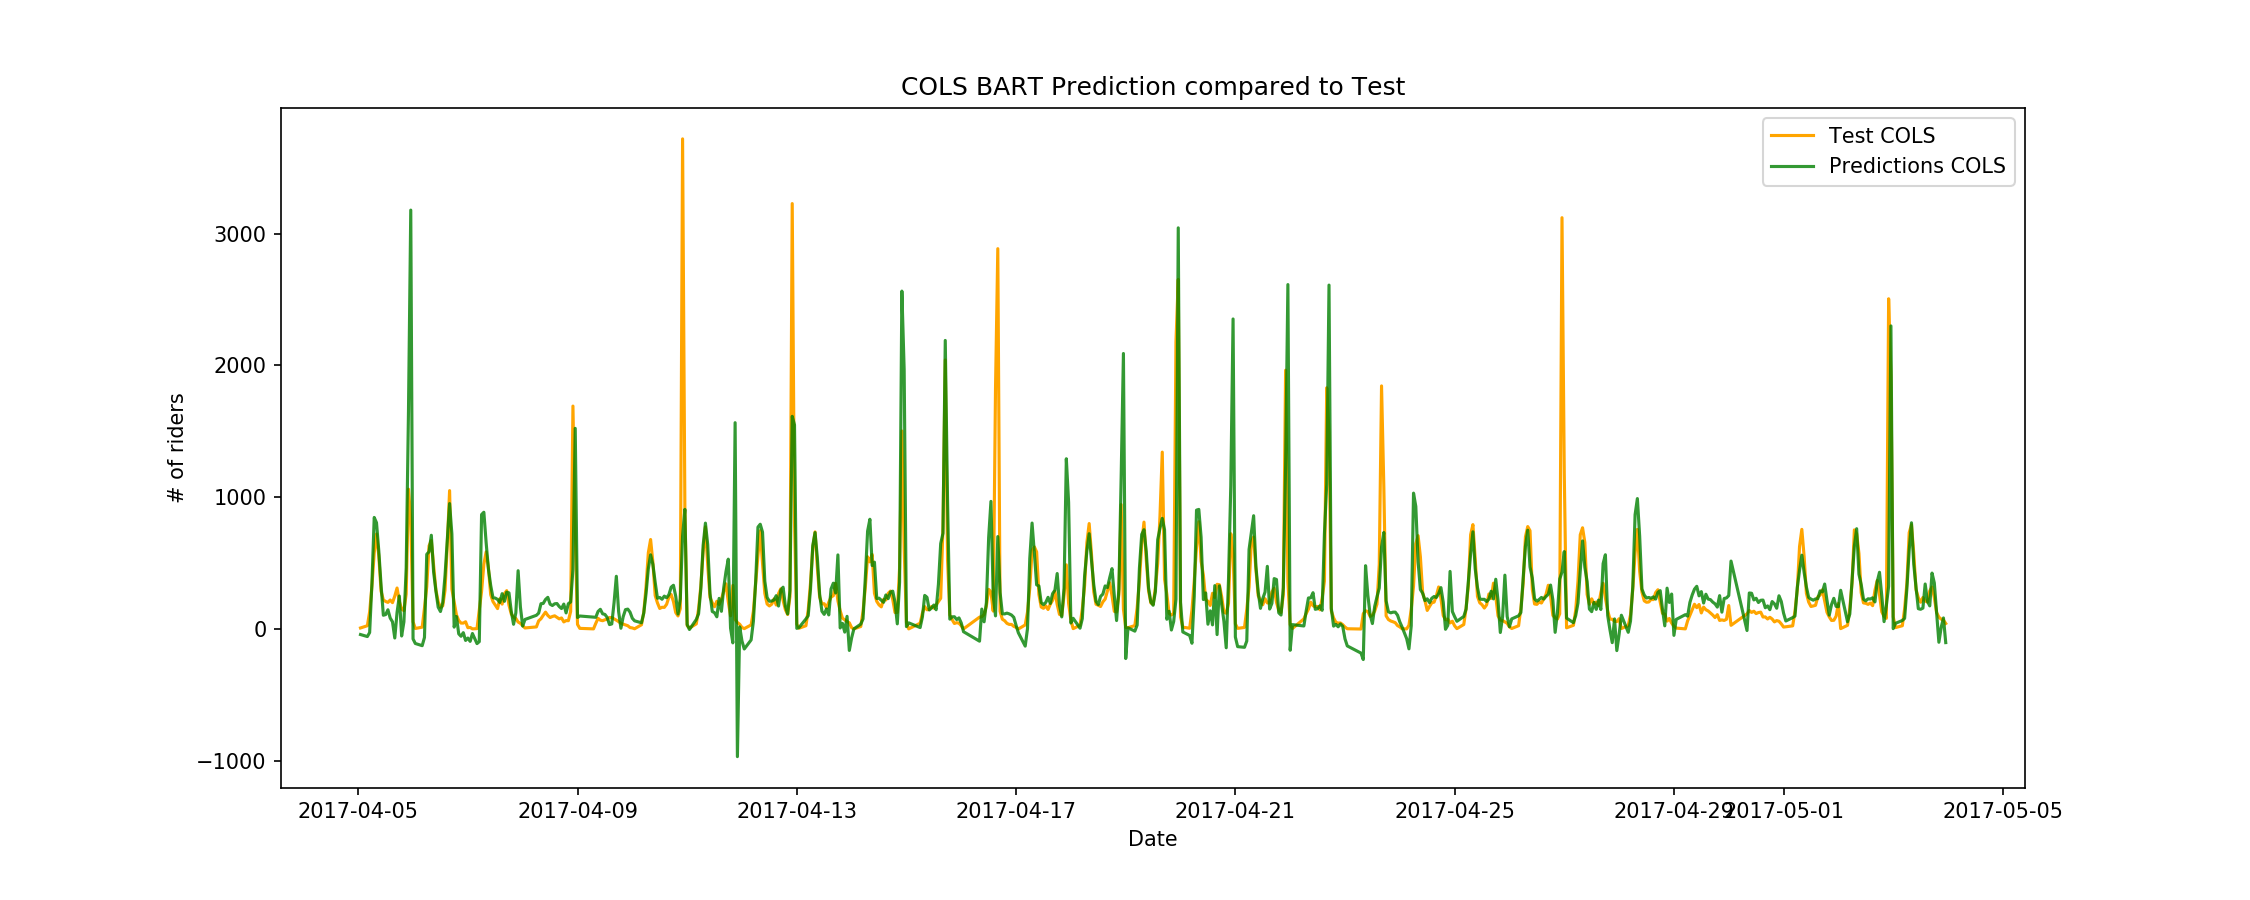 COLS BART Prediction compared to Test
Test COLS
Predictions COLS
# of riders
3000
2000
1000
0
−1000
2017-04-05 2017-04-09 2017-04-13 2017-04-17 2017-04-21 2017-04-25 2017-04-29 2017-05-01 2017-05-05
Date